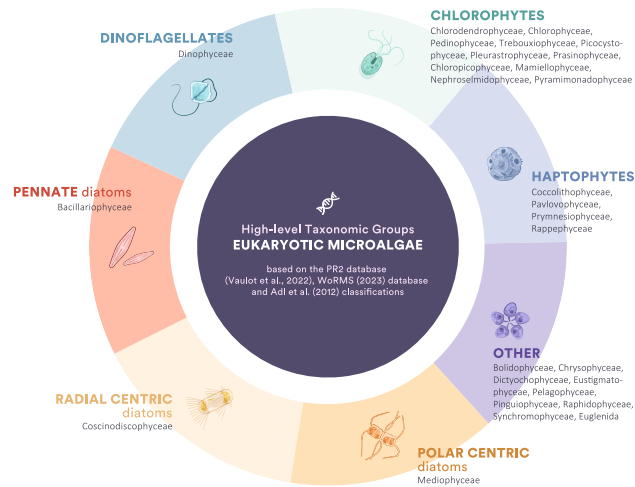 CHLOROPHYTES
Chlorodendrophyceae, Chlorophyceae,
Pedinophyceae, Trebouxiophyceae, Picocysto-
phyceae, Pleurastrophyceae, Prasinophyceae,
Chloropicophyceae, Mamiellophyceae,
Nephroselmidophyceae, Pyramimonadophyceae
DINOFLAGELLATES
Dinophyceae
HAPTOPHYTES
Coccolithophyceae,
Pavlovophyceae,
Prymnesiophyceae,
Rappephyceae
PENNATE diatoms
Bacillariophyceae
High-level Taxonomic Groups
EUKARYOTIC MICROALGAE
based on the PR2 database
(Vaulot et al., 2022), WoRMS (2023) database
and Adl et al. (2012) classifications
OTHER
Bolidophyceae, Chrysophyceae,
Dictyochophyceae, Eustigmato-
phyceae, Pelagophyceae,
Pinguiophyceae, Raphidophyceae,
Synchromophyceae, Euglenida
RADIAL CENTRIC
diatoms
Coscinodiscophyceae
POLAR CENTRIC
diatoms
Mediophyceae